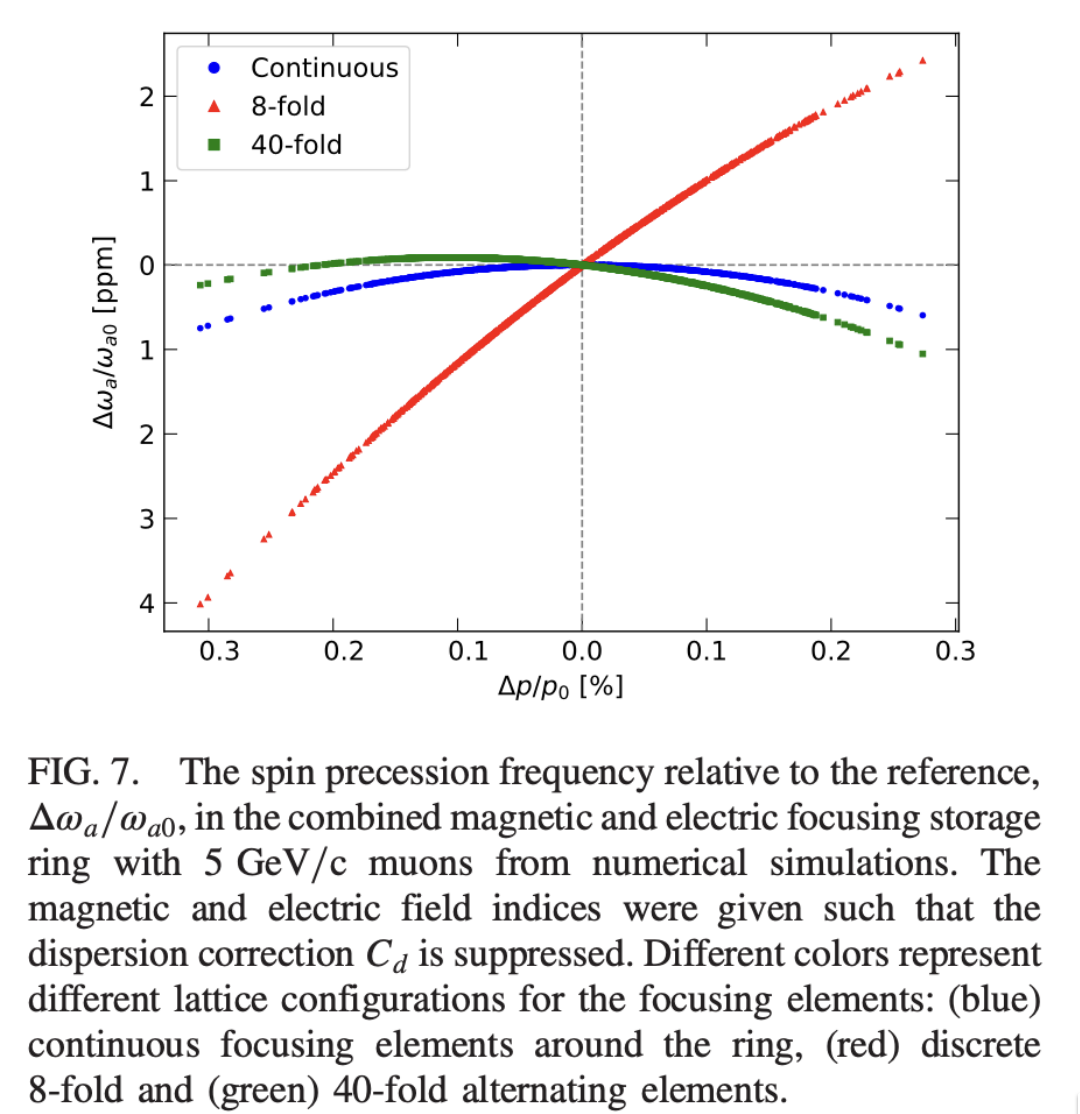 Continuous
8-fold
40-fold
2
1
0
1
2
3
4
Δωₐ/ωₐ₀ [ppm]
0.3 0.2 0.1 0.0 0.1 0.2 0.3
Δp/p₀ [%]
FIG. 7. The spin precession frequency relative to the reference,
Δωₐ/ωₐ₀, in the combined magnetic and electric focusing storage
ring with 5 GeV/c muons from numerical simulations. The
magnetic and electric field indices were given such that the
dispersion correction C_d is suppressed. Different colors represent
different lattice configurations for the focusing elements: (blue)
continuous focusing elements around the ring, (red) discrete
8-fold and (green) 40-fold alternating elements.